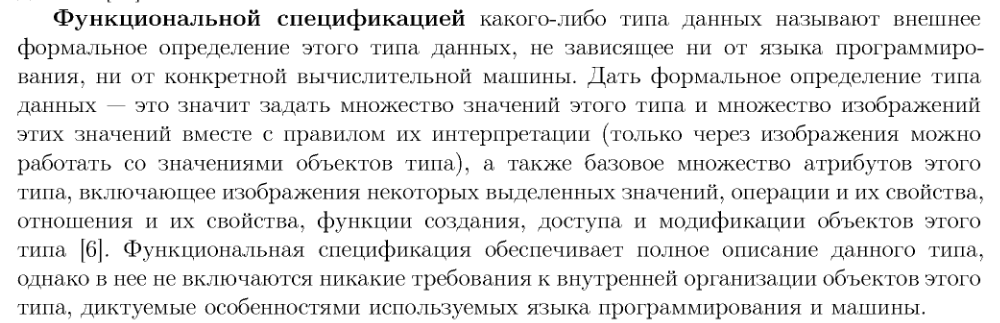 Функциональной спецификацией какого-либо типа данных называют внешнее
формальное определение этого типа данных, не зависящее ни от языка программиро-
вания, ни от конкретной вычислительной машины. Дать формальное определение типа
данных — это значит задать множество значений этого типа и множество изображений
этих значений вместе с правилом их интерпретации (только через изображения можно
работать со значениями объектов типа), а также базовое множество атрибутов этого
типа, включающее изображения некоторых выделенных значений, операции и их свойства,
отношения и их свойства, функции создания, доступа и модификации объектов этого
типа [6]. Функциональная спецификация обеспечивает полное описание данного типа,
однако в нее не включаются никакие требования к внутренней организации объектов этого
типа, диктуемые особенностями используемых языка программирования и машины.